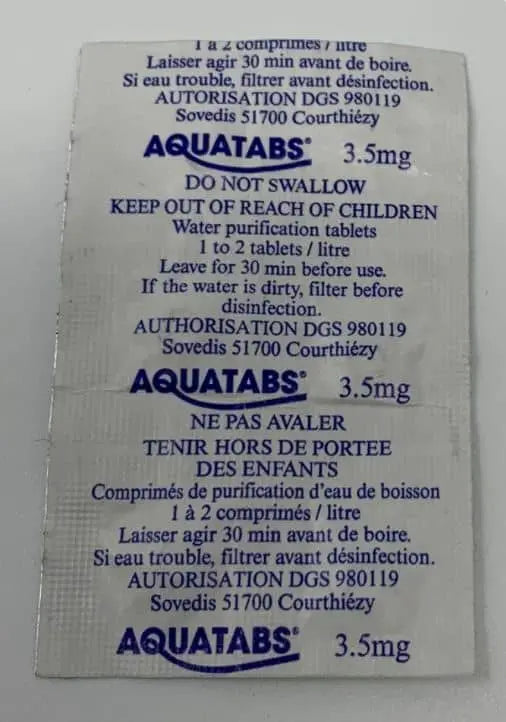 1 à 2 comprimés / litre
Laisser agir 30 min avant de boire.
Si eau trouble, filtrer avant désinfection.
AUTORISATION DGS 980119
Sovedis 51700 Courthiézy
AQUATABS® 3.5mg
DO NOT SWALLOW
KEEP OUT OF REACH OF CHILDREN
Water purification tablets
1 to 2 tablets / litre
Leave for 30 min before use.
If the water is dirty, filter before
disinfection.
AUTHORISATION DGS 980119
Sovedis 51700 Courthiézy
AQUATABS® 3.5mg
NE PAS AVALER
TENIR HORS DE PORTEE
DES ENFANTS
Comprimés de purification d'eau de boisson
1 à 2 comprimés / litre
Laisser agir 30 min avant de boire.
Si eau trouble, filtrer avant désinfection.
AUTORISATION DGS 980119
Sovedis 51700 Courthiézy
AQUATABS® 3.5mg